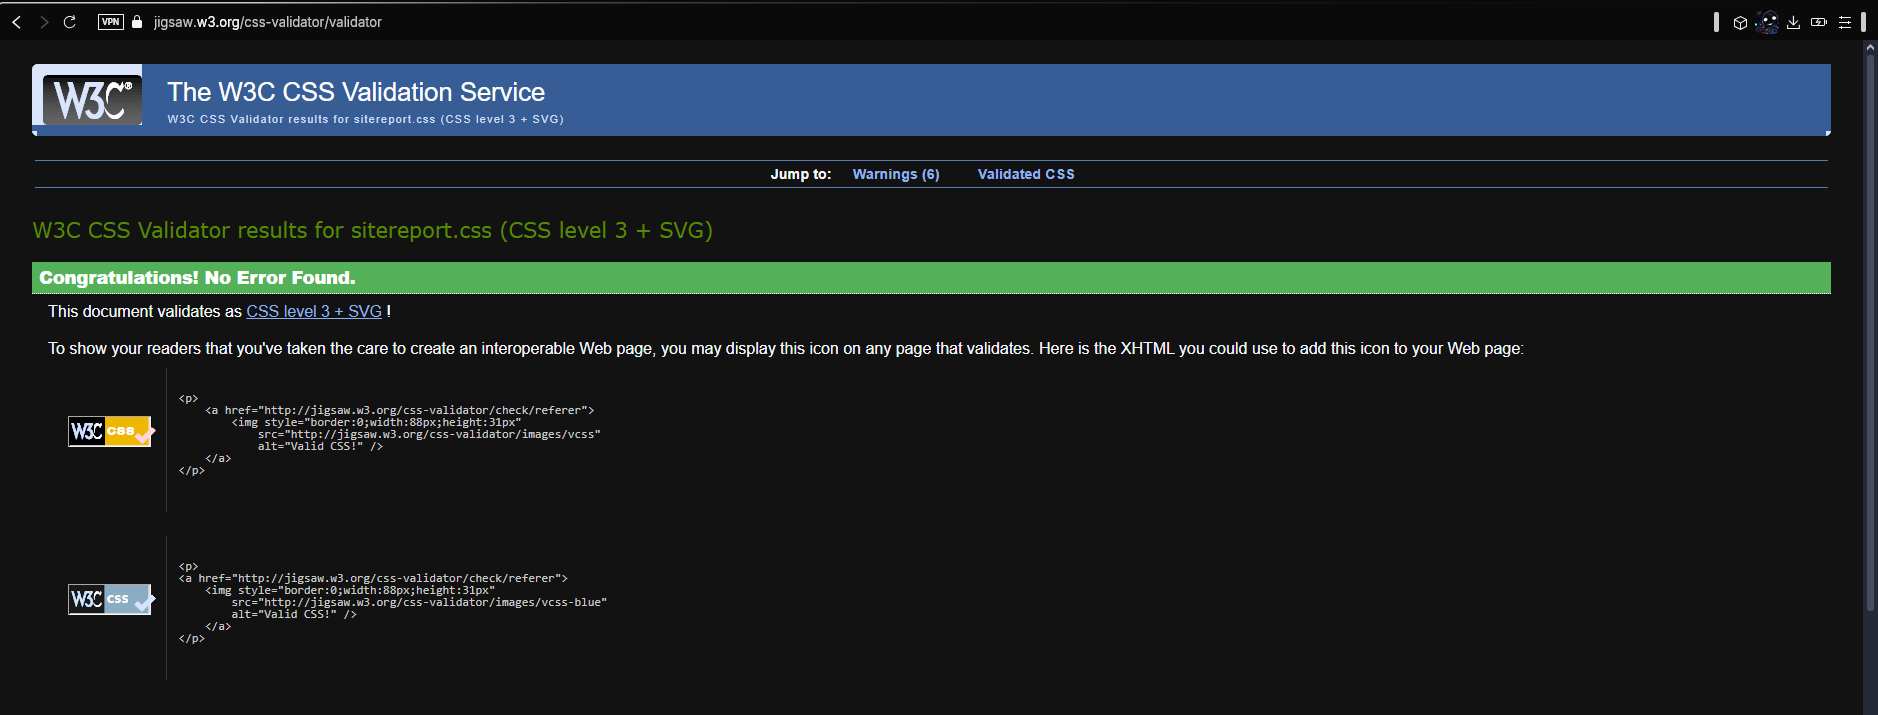 VPN
jigsaw.w3.org/css-validator/validator
W3C®
The W3C CSS Validation Service
W3C CSS Validator results for sitereport.css (CSS level 3 + SVG)
Jump to: Warnings (6) Validated CSS
W3C CSS Validator results for sitereport.css (CSS level 3 + SVG)
Congratulations! No Error Found.
This document validates as CSS level 3 + SVG !
To show your readers that you've taken the care to create an interoperable Web page, you may display this icon on any page that validates. Here is the XHTML you could use to add this icon to your Web page:
W3C css
<p>
    <a href="http://jigsaw.w3.org/css-validator/check/referer">
        <img style="border:0;width:88px;height:31px"
            src="http://jigsaw.w3.org/css-validator/images/vcss"
            alt="Valid CSS!" />
    </a>
</p>
W3C css
<p>
<a href="http://jigsaw.w3.org/css-validator/check/referer">
    <img style="border:0;width:88px;height:31px"
        src="http://jigsaw.w3.org/css-validator/images/vcss-blue"
        alt="Valid CSS!" />
    </a>
</p>